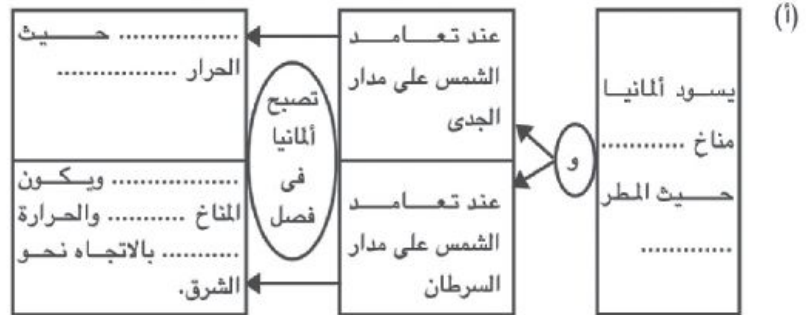 (أ)
يسود ألمانيا
مناخ ............
حيث المطر
.............
و
عند تعامد
الشمس على مدار
الجدى
عند تعامد
الشمس على مدار
السرطان
تصبح
ألمانيا
فى
فصل
................ حيث
الحرار ................
................ ويكون
المناخ .......... والحرارة
........... بالاتجاه نحو
الشرق.